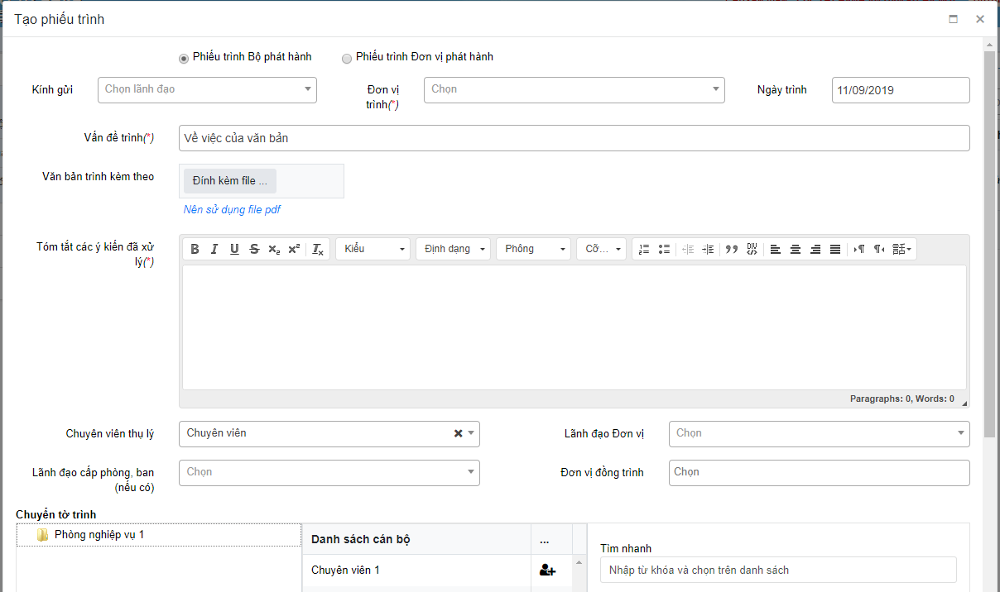 Tạo phiếu trình
Phiếu trình Bộ phát hành
Phiếu trình Đơn vị phát hành
Kính gửi
Chọn lãnh đạo
Đơn vị
trình(*)
Chọn
Ngày trình
11/09/2019
Vấn đề trình(*)
Về việc của văn bản
Văn bản trình kèm theo
Đính kèm file ...
Nên sử dụng file pdf
Tóm tắt các ý kiến đã xử
lý(*)
Kiểu
Định dạng
Phông
Cỡ...
Paragraphs: 0, Words: 0
Chuyên viên thụ lý
Chuyên viên
Lãnh đạo Đơn vị
Chọn
Lãnh đạo cấp phòng, ban
(nếu có)
Chọn
Đơn vị đồng trình
Chọn
Chuyển tờ trình
Phòng nghiệp vụ 1
Danh sách cán bộ
...
Chuyên viên 1
Tìm nhanh
Nhập từ khóa và chọn trên danh sách